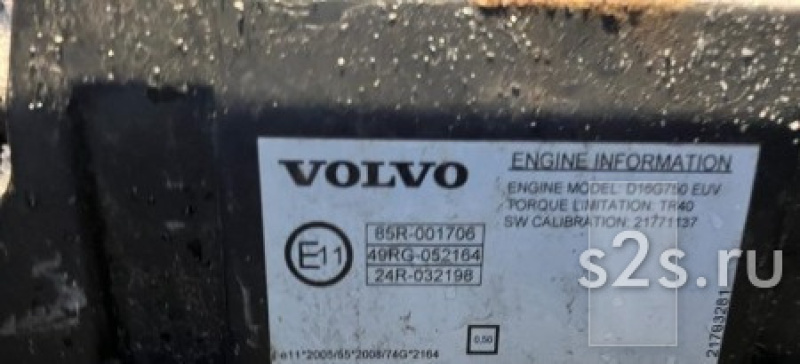 VOLVO
ENGINE INFORMATION
ENGINE MODEL: D16G750 EUV
TORQUE LIMITATION: TR40
SW CALIBRATION: 21771137
E11
85R-001706
49RG-052164
24R-032198
0,50
e11*2005/55*2008/74G*2164
s2s.ru